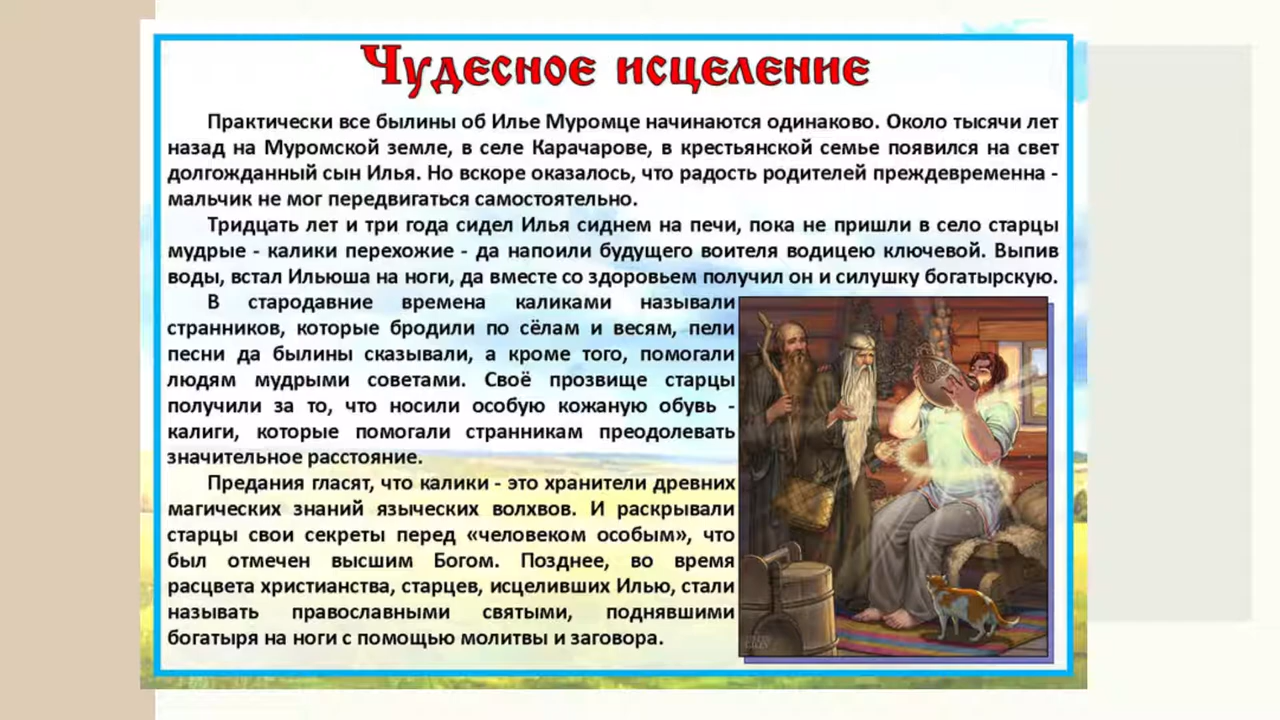 Чудесное исцеление
Практически все былины об Илье Муромце начинаются одинаково. Около тысячи лет
назад на Муромской земле, в селе Карачарове, в крестьянской семье появился на свет
долгожданный сын Илья. Но вскоре оказалось, что радость родителей преждевременна -
мальчик не мог передвигаться самостоятельно.
Тридцать лет и три года сидел Илья сиднем на печи, пока не пришли в село старцы
мудрые - калики перехожие - да напоили будущего воителя водицею ключевой. Выпив
воды, встал Ильюша на ноги, да вместе со здоровьем получил он и силушку богатырскую.
В стародавние времена каликами называли
странников, которые бродили по сёлам и весям, пели
песни да былины сказывали, а кроме того, помогали
людям мудрыми советами. Своё прозвище старцы
получили за то, что носили особую кожаную обувь -
калиги, которые помогали странникам преодолевать
значительное расстояние.
Предания гласят, что калики - это хранители древних
магических знаний языческих волхвов. И раскрывали
старцы свои секреты перед «человеком особым», что
был отмечен высшим Богом. Позднее, во время
расцвета христианства, старцев, исцеливших Илью, стали
называть православными святыми, поднявшими
богатыря на ноги с помощью молитвы и заговора.